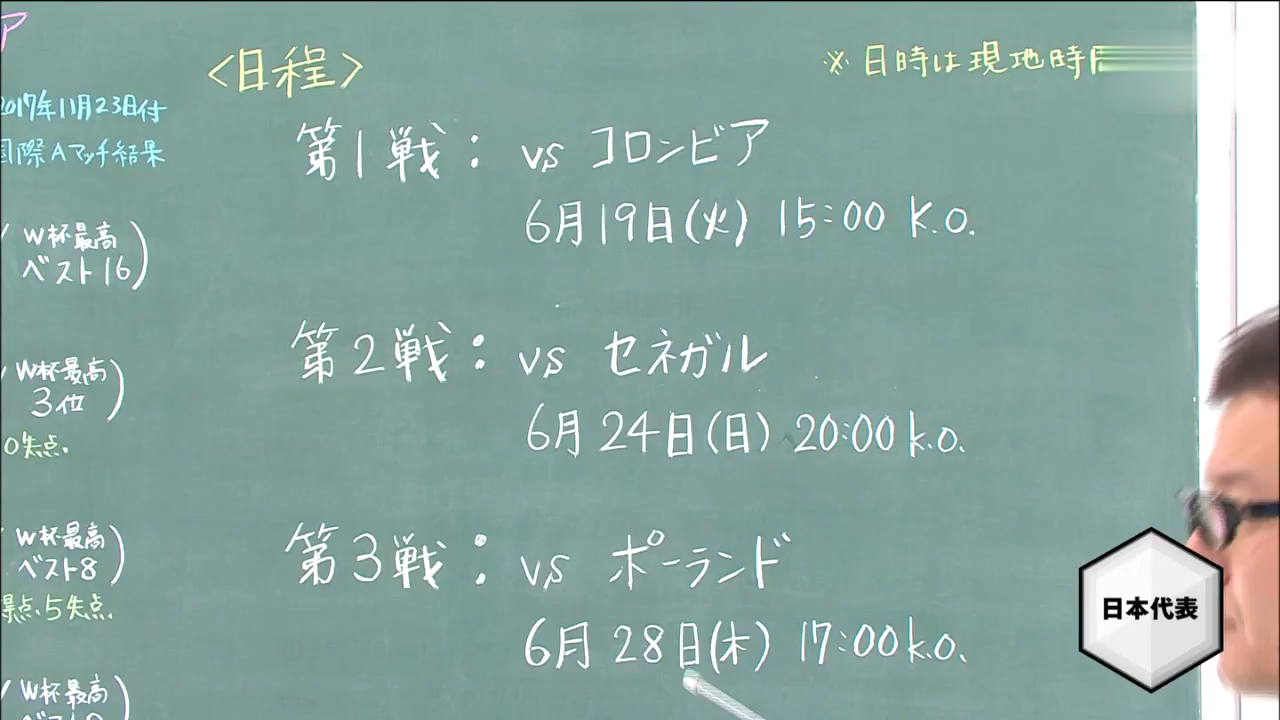 <日程>
※日時は現地時
2017年11月23日付
国際Aマッチ結果
第1戦： vs コロンビア
6月19日(火) 15:00 K.O.
W杯最高
ベスト16)
第2戦： vs セネガル
6月24日(日) 20:00 k.o.
W杯最高
3位)
0失点.
第3戦： vs ポーランド
6月28日(木) 17:00 k.o.
W杯最高
ベスト8)
得点、5失点.
W杯最高
日本代表